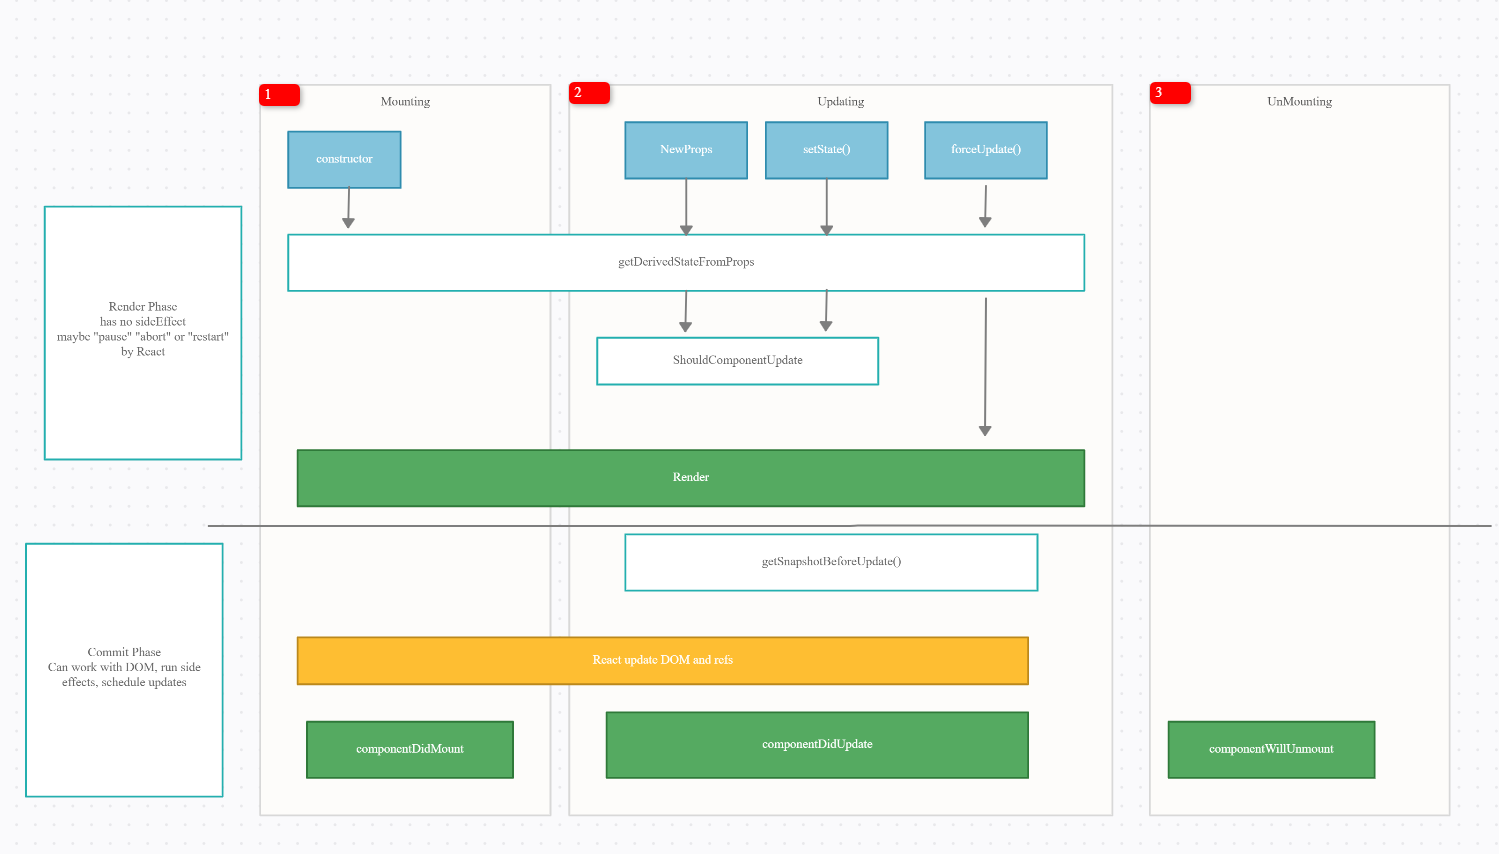 1
Mounting
2
Updating
3
UnMounting
constructor
NewProps
setState()
forceUpdate()
getDerivedStateFromProps
Render Phase
has no sideEffect
maybe "pause" "abort" or "restart"
by React
ShouldComponentUpdate
Render
getSnapshotBeforeUpdate()
Commit Phase
Can work with DOM, run side
effects, schedule updates
React update DOM and refs
componentDidMount
componentDidUpdate
componentWillUnmount